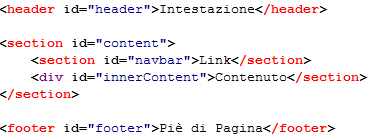 <header id="header">Intestazione</header>
<section id="content">
<section id="navbar">Link</section>
<div id="innerContent">Contenuto</section>
</section>
<footer id="footer">Piè di Pagina</footer>